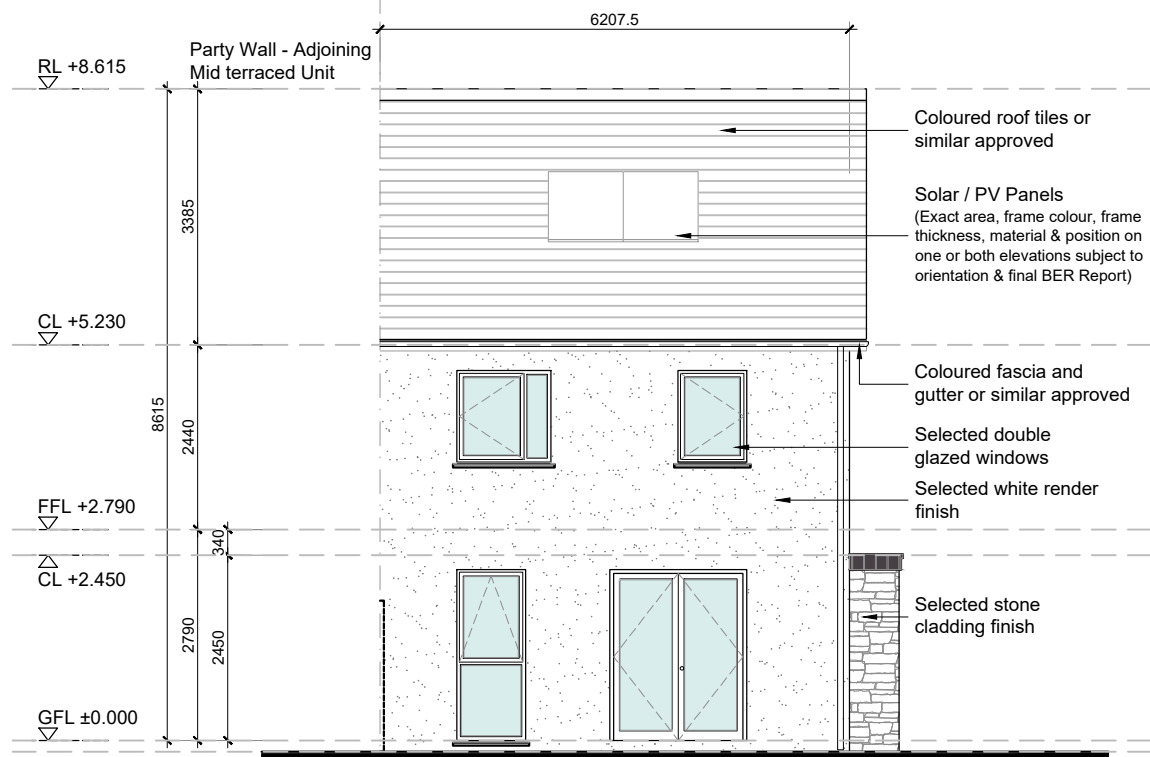 6207.5
Party Wall - Adjoining
Mid terraced Unit
RL +8.615
Coloured roof tiles or
similar approved
Solar / PV Panels
(Exact area, frame colour, frame
thickness, material & position on
one or both elevations subject to
orientation & final BER Report)
3385
CL +5.230
Coloured fascia and
gutter or similar approved
8615
2440
Selected double
glazed windows
Selected white render
finish
FFL +2.790
340
CL +2.450
Selected stone
cladding finish
2790
2450
GFL ±0.000